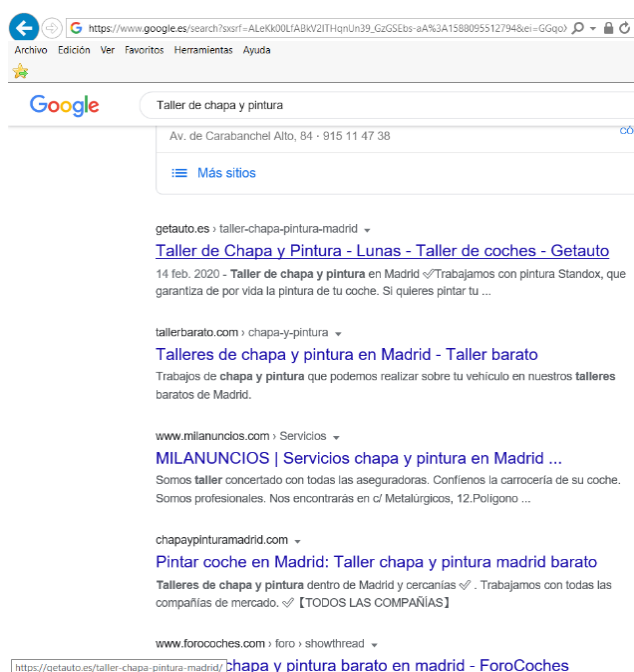 https://www.google.es/search?sxsrf=ALeKk00LfABkV2ITHqnUn39_GzGSEbs-aA%3A1588095512794&ei=GGqo
Archivo Edición Ver Favoritos Herramientas Ayuda
Google
Taller de chapa y pintura
Av. de Carabanchel Alto, 84 · 915 11 47 38
Más sitios
getauto.es › taller-chapa-pintura-madrid
Taller de Chapa y Pintura - Lunas - Taller de coches - Getauto
14 feb. 2020 - Taller de chapa y pintura en Madrid ✅Trabajamos con pintura Standox, que
garantiza de por vida la pintura de tu coche. Si quieres pintar tu ...
tallerbarato.com › chapa-y-pintura
Talleres de chapa y pintura en Madrid - Taller barato
Trabajos de chapa y pintura que podemos realizar sobre tu vehículo en nuestros talleres
baratos de Madrid.
www.milanuncios.com › Servicios
MILANUNCIOS | Servicios chapa y pintura en Madrid ...
Somos taller concertado con todas las aseguradoras. Confíenos la carrocería de su coche.
Somos profesionales. Nos encontrarás en c/ Metalúrgicos, 12.Poligono ...
chapaypinturamadrid.com
Pintar coche en Madrid: Taller chapa y pintura madrid barato
Talleres de chapa y pintura dentro de Madrid y cercanías ✅ . Trabajamos con todas las
compañías de mercado. ✅【TODOS LAS COMPAÑÍAS】
www.forocoches.com › foro › showthread
chapa y pintura barato en madrid - ForoCoches
https://getauto.es/taller-chapa-pintura-madrid/